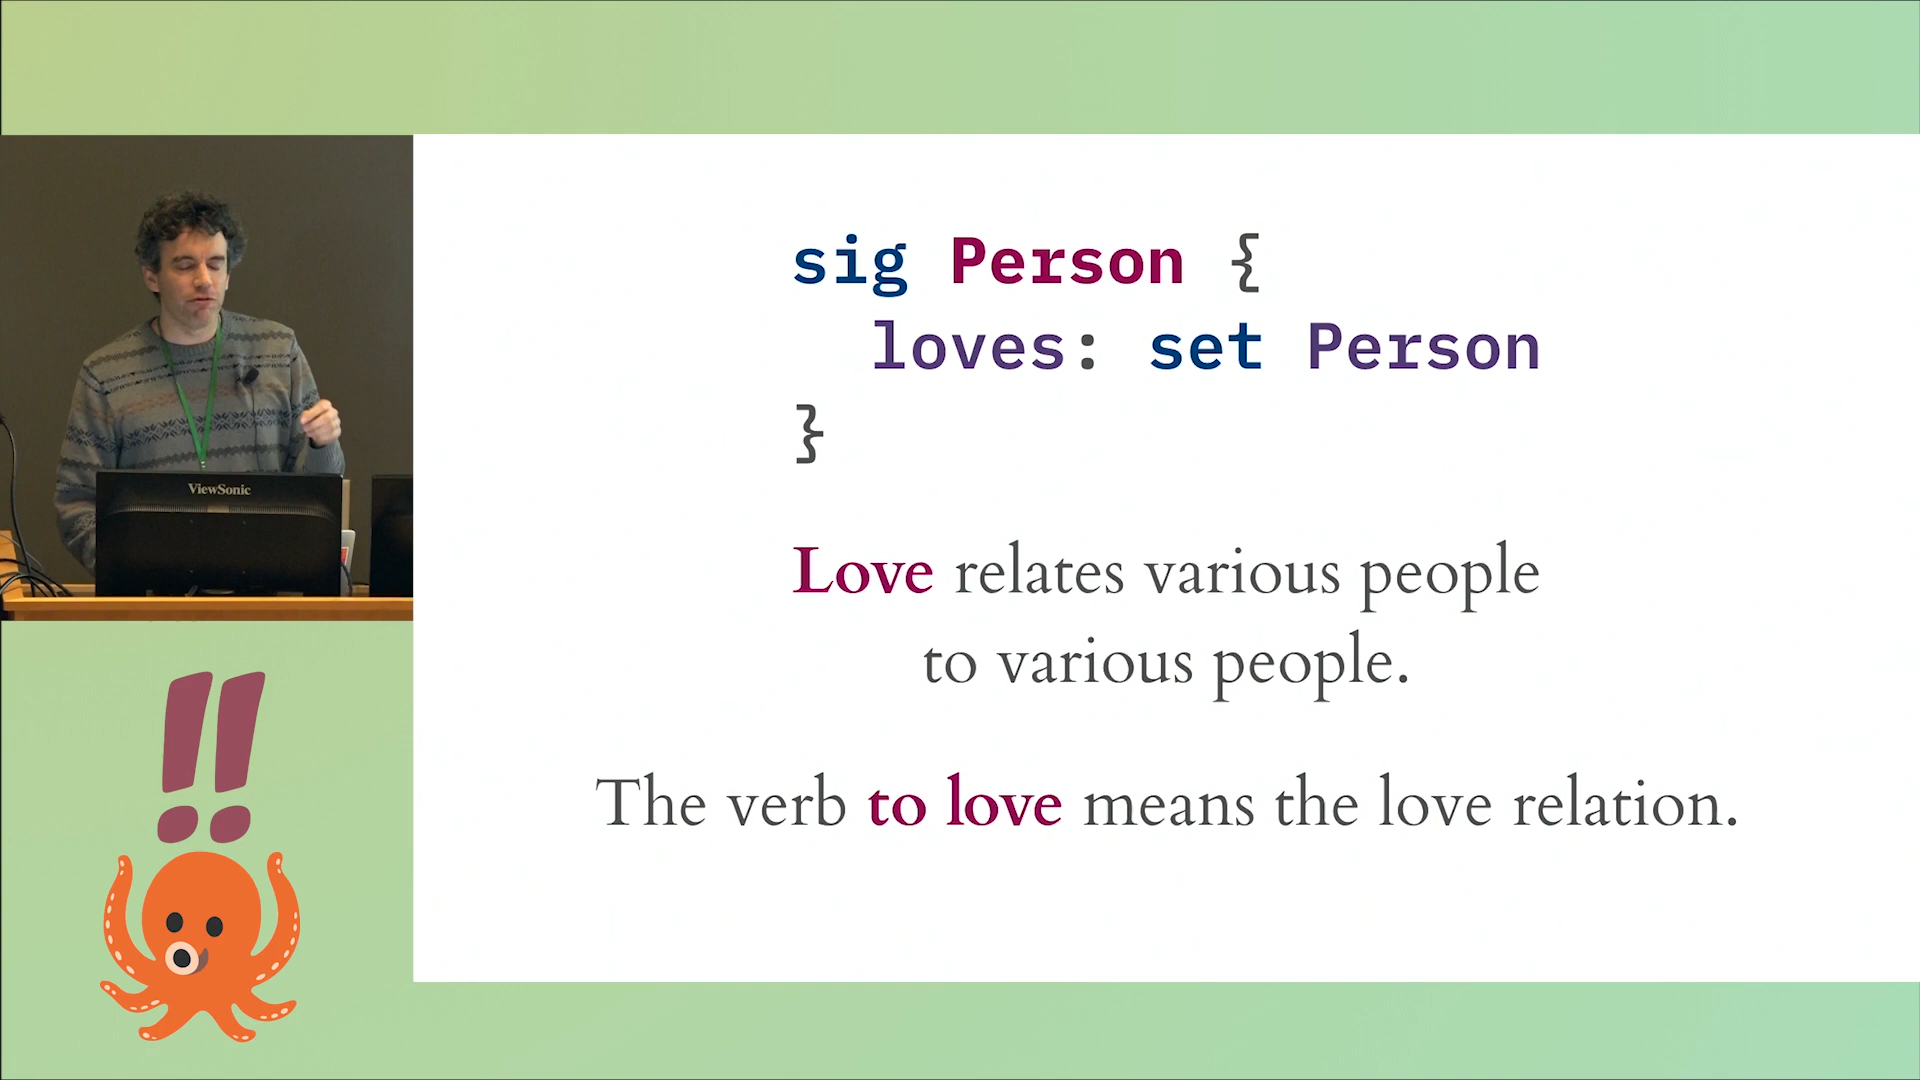 sig Person {
loves: set Person
}
Love relates various people
to various people.
The verb to love means the love relation.
ViewSonic
!!